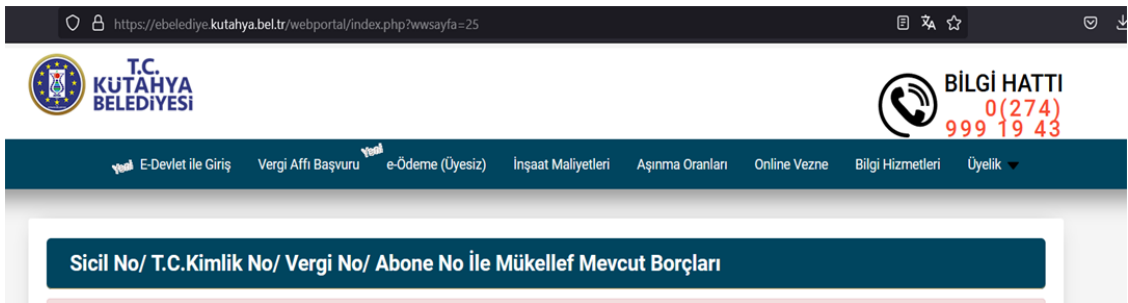 https://ebelediye.kutahya.bel.tr/webportal/index.php?wwsayfa=25
T.C.
KÜTAHYA
BELEDİYESİ
BİLGİ HATTI
0(274)
999 19 43
Yeni E-Devlet ile Giriş Vergi Affı Başvuru Yeni e-Ödeme (Üyesiz) İnşaat Maliyetleri Aşınma Oranları Online Vezne Bilgi Hizmetleri Üyelik
Sicil No/ T.C.Kimlik No/ Vergi No/ Abone No İle Mükellef Mevcut Borçları